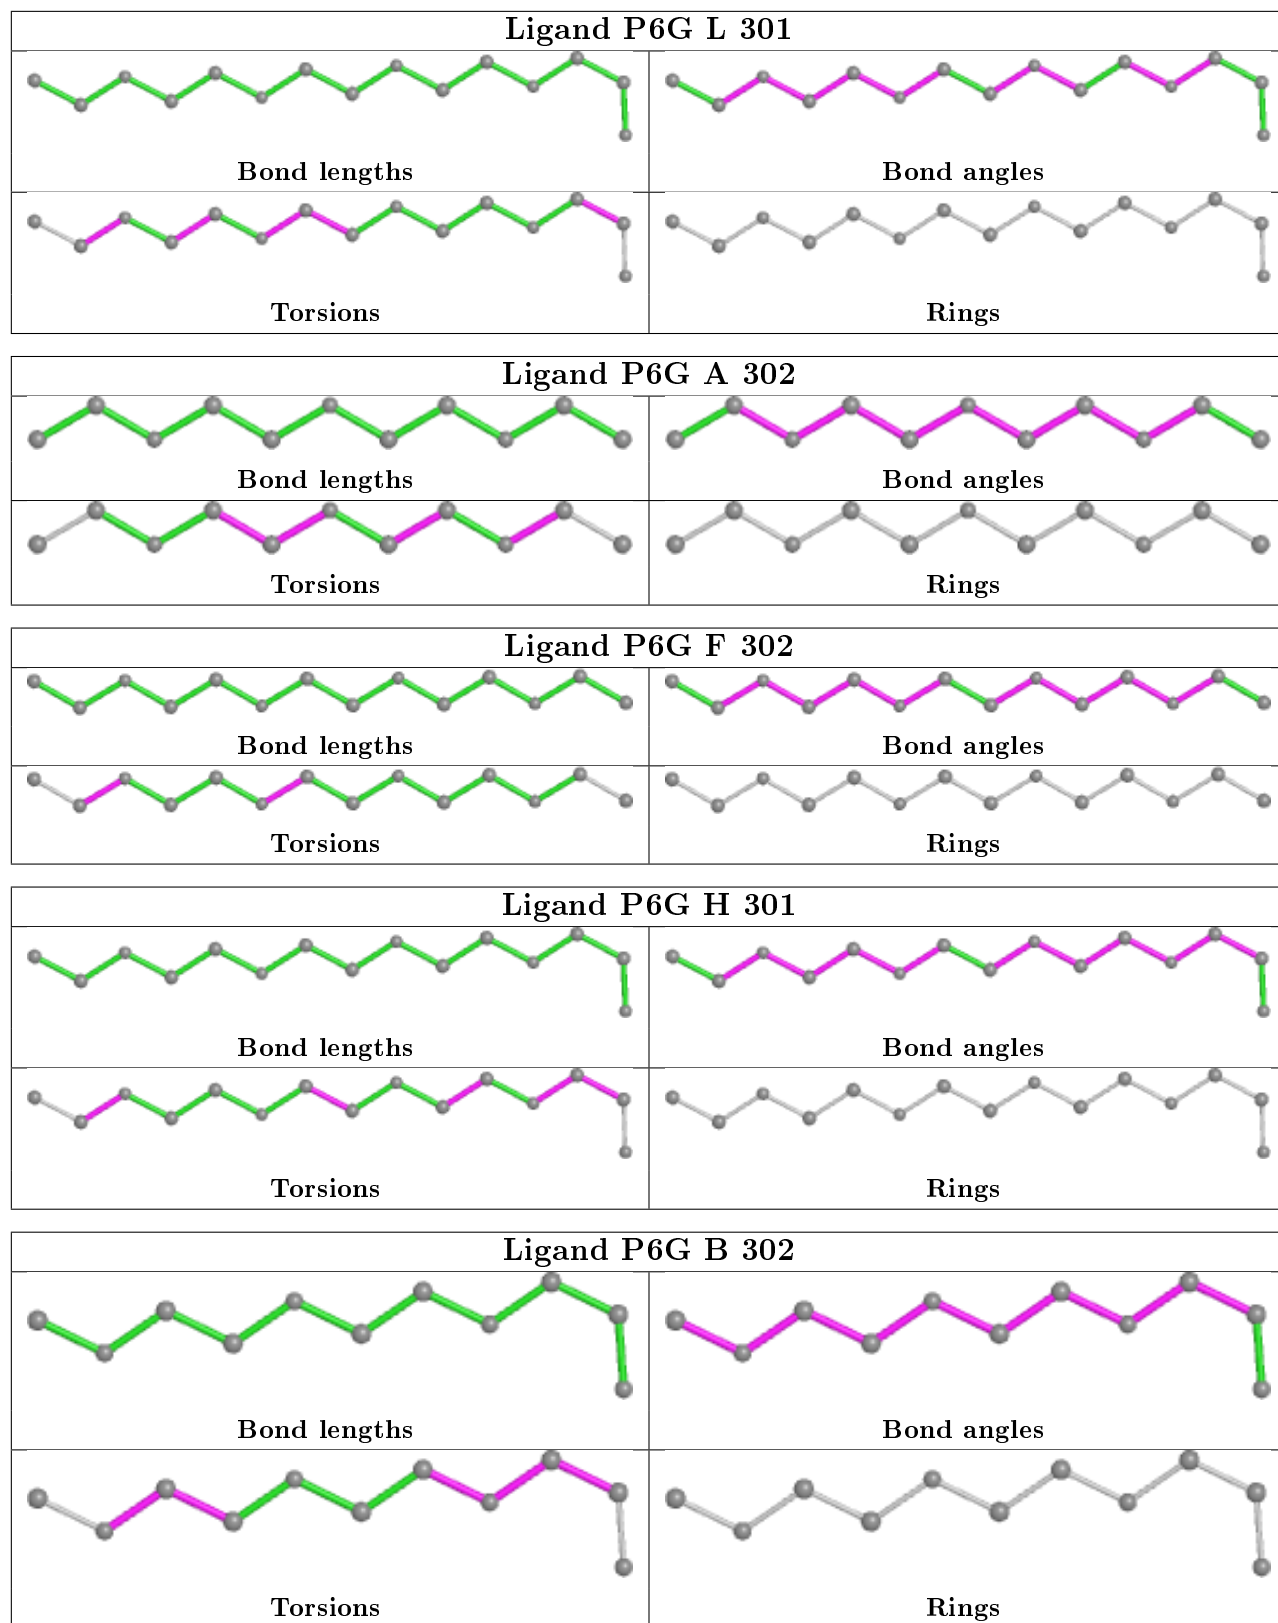 Ligand P6G L 301
Bond lengths
Bond angles
Torsions
Rings
Ligand P6G A 302
Bond lengths
Bond angles
Torsions
Rings
Ligand P6G F 302
Bond lengths
Bond angles
Torsions
Rings
Ligand P6G H 301
Bond lengths
Bond angles
Torsions
Rings
Ligand P6G B 302
Bond lengths
Bond angles
Torsions
Rings